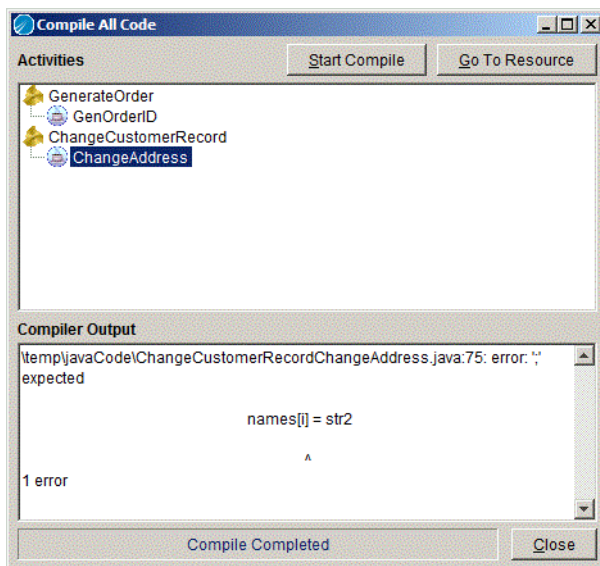 Compile All Code
Activities
Start Compile
Go To Resource
GenerateOrder
GenOrderID
ChangeCustomerRecord
ChangeAddress
Compiler Output
\temp\javaCode\ChangeCustomerRecordChangeAddress.java:75: error: ';'
expected
names[i] = str2
^
1 error
Compile Completed
Close